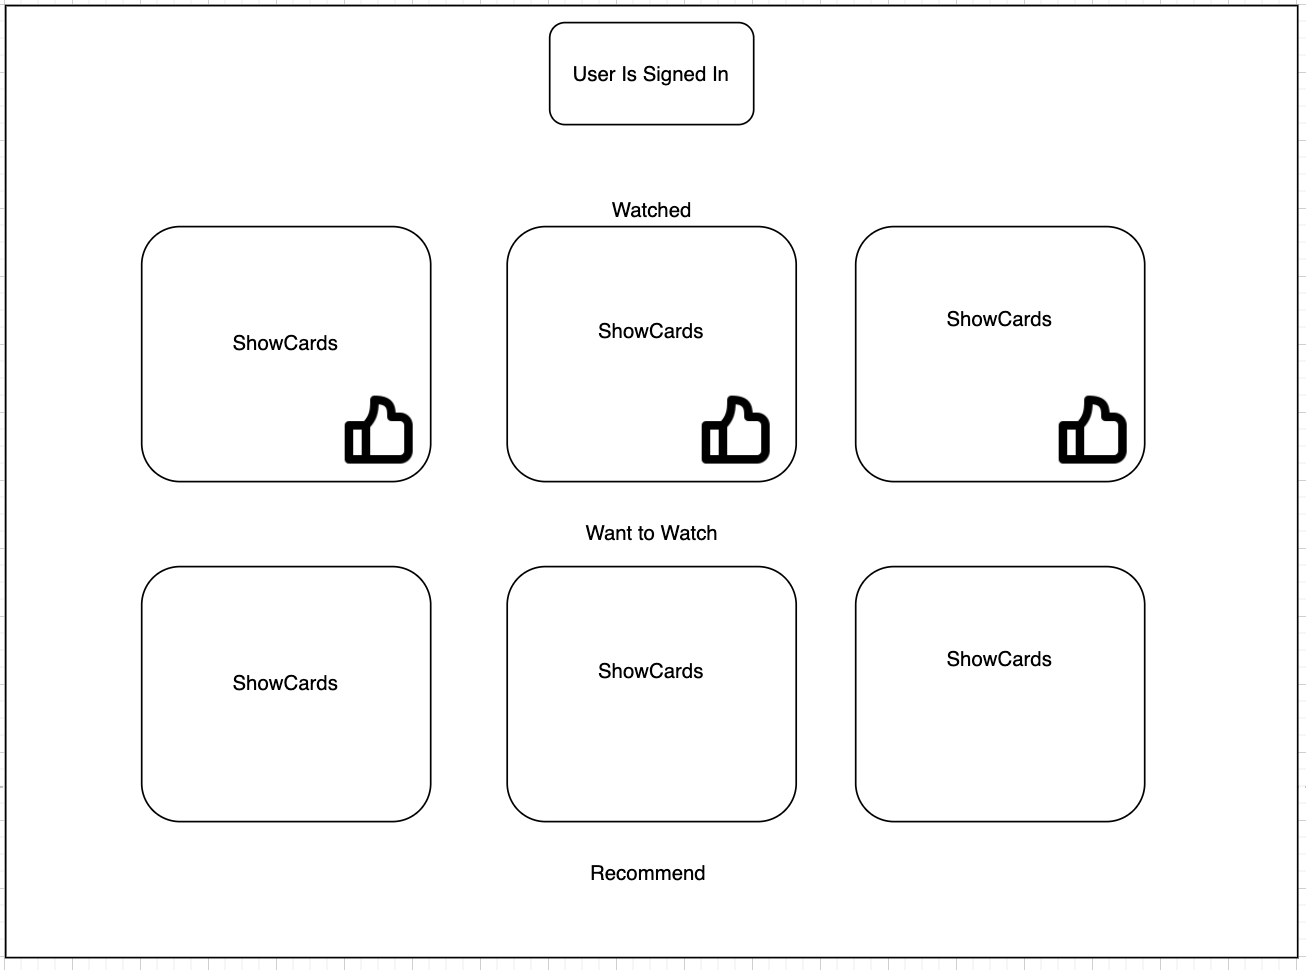 User Is Signed In
Watched
ShowCards
ShowCards
ShowCards
Want to Watch
ShowCards
ShowCards
ShowCards
Recommend